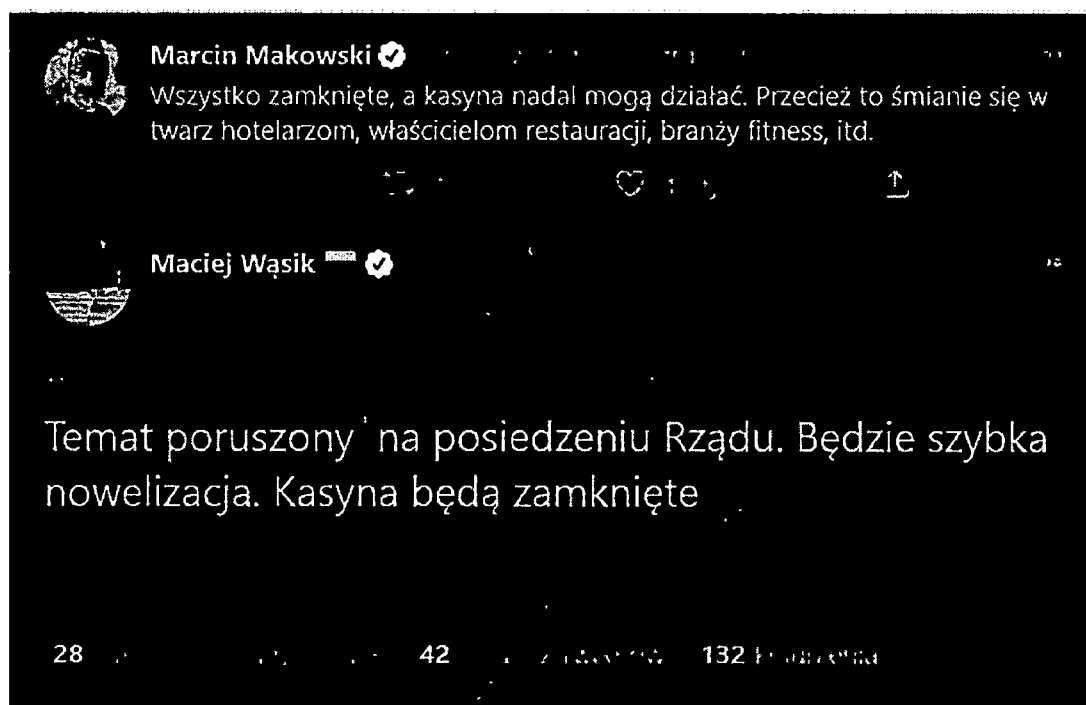 Marcin Makowski
Wszystko zamknięte, a kasyna nadal mogą działać. Przecież to śmianie się w
twarz hotelarzom, właścicielom restauracji, branży fitness, itd.
Maciej Wąsik
Temat poruszony na posiedzeniu Rządu. Będzie szybka
nowelizacja. Kasyna będą zamknięte
28 42 132